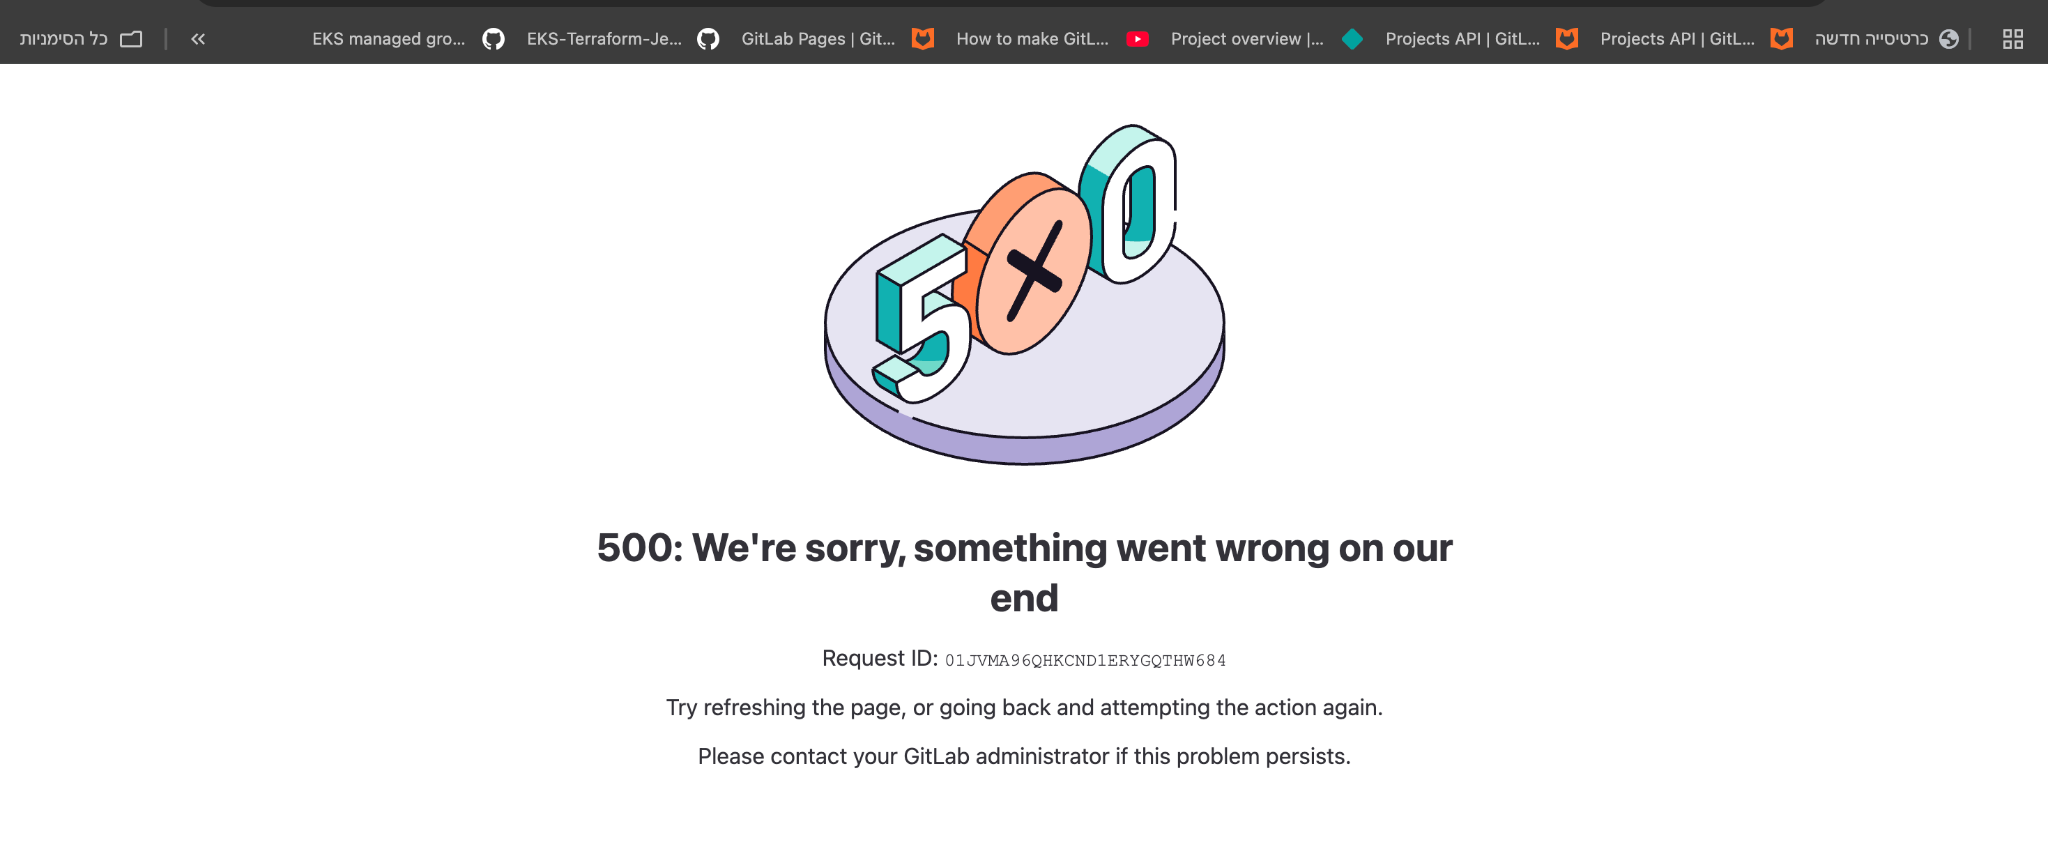 כל הסימניות
EKS managed gro...
EKS-Terraform-Je...
GitLab Pages | Git...
How to make GitL...
Project overview |...
Projects API | GitL...
Projects API | GitL...
כרטיסייה חדשה
500
500: We're sorry, something went wrong on our
end
Request ID: 01JVMA96QHKCND1ERYGQTHW684
Try refreshing the page, or going back and attempting the action again.
Please contact your GitLab administrator if this problem persists.